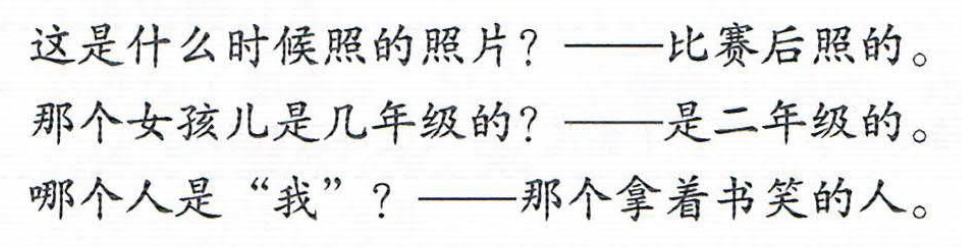 这是什么时候照的照片？——比赛后照的。
那个女孩儿是几年级的？——是二年级的。
哪个人是“我”？——那个拿着书笑的人。